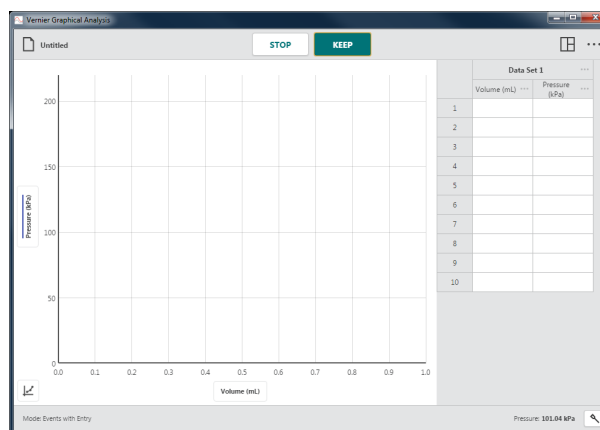 Vernier Graphical Analysis
Untitled
STOP
KEEP
Data Set 1
Volume (mL)
Pressure
(kPa)
1
2
3
4
5
6
7
8
9
10
Pressure (kPa)
200
150
100
50
0
0.0 0.1 0.2 0.3 0.4 0.5 0.6 0.7 0.8 0.9 1.0
Volume (mL)
Mode: Events with Entry
Pressure: 101.04 kPa